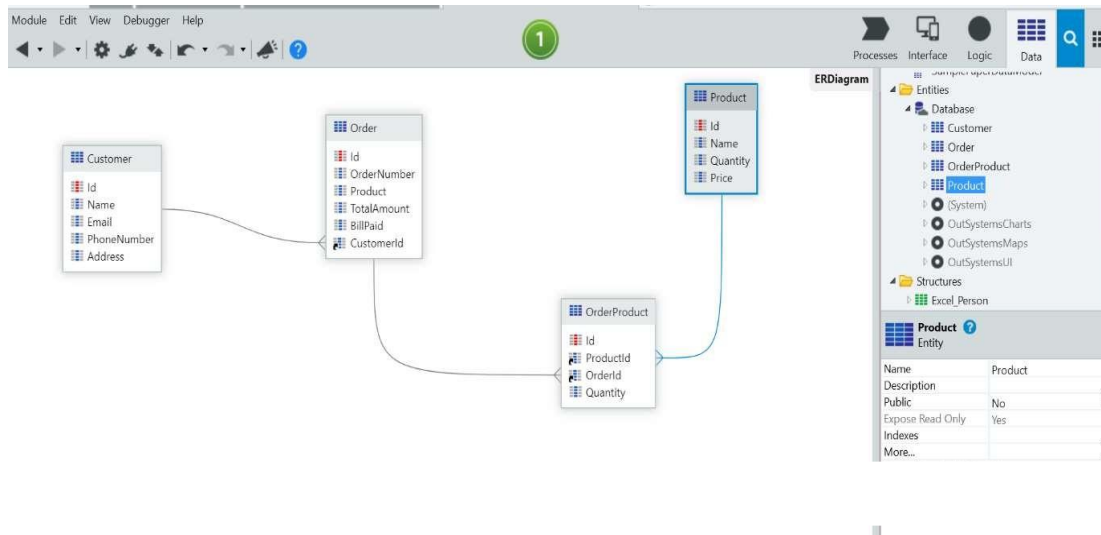 Module Edit View Debugger Help
1
Processes Interface Logic Data
ERDiagram
Customer
Id
Name
Email
PhoneNumber
Address
Order
Id
OrderNumber
Product
TotalAmount
BillPaid
CustomerId
OrderProduct
Id
ProductId
OrderId
Quantity
Product
Id
Name
Quantity
Price
Entities
Database
Customer
Order
OrderProduct
Product
(System)
OutSystemsCharts
OutSystemsMaps
OutSystemsUI
Structures
Excel_Person
Product ?
Entity
Name Product
Description
Public No
Expose Read Only Yes
Indexes
More...